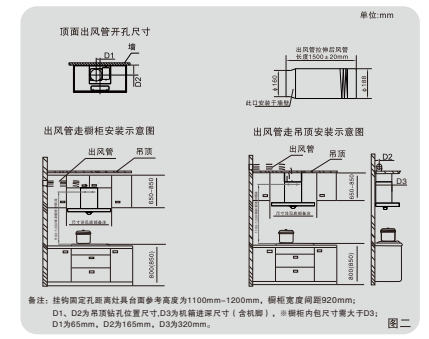 单位:mm
顶面出风管开孔尺寸
墙
D1
D2
出风管拉伸后风管
长度1500±20mm
φ160
φ188
此口安装于墙壁
出风管走橱柜安装示意图
出风管走吊顶安装示意图
出风管
吊顶
650-850
800(850)
出风管
吊顶
650-850
800(850)
D2
D3
备注：挂钩固定孔距离灶具台面参考高度为1100mm-1200mm，橱柜宽度间距920mm；
D1、D2为吊顶钻孔位置尺寸,D3为机箱进深尺寸（含机脚），※橱柜内包尺寸需大于D3；
D1为65mm，D2为165mm，D3为320mm。
图二